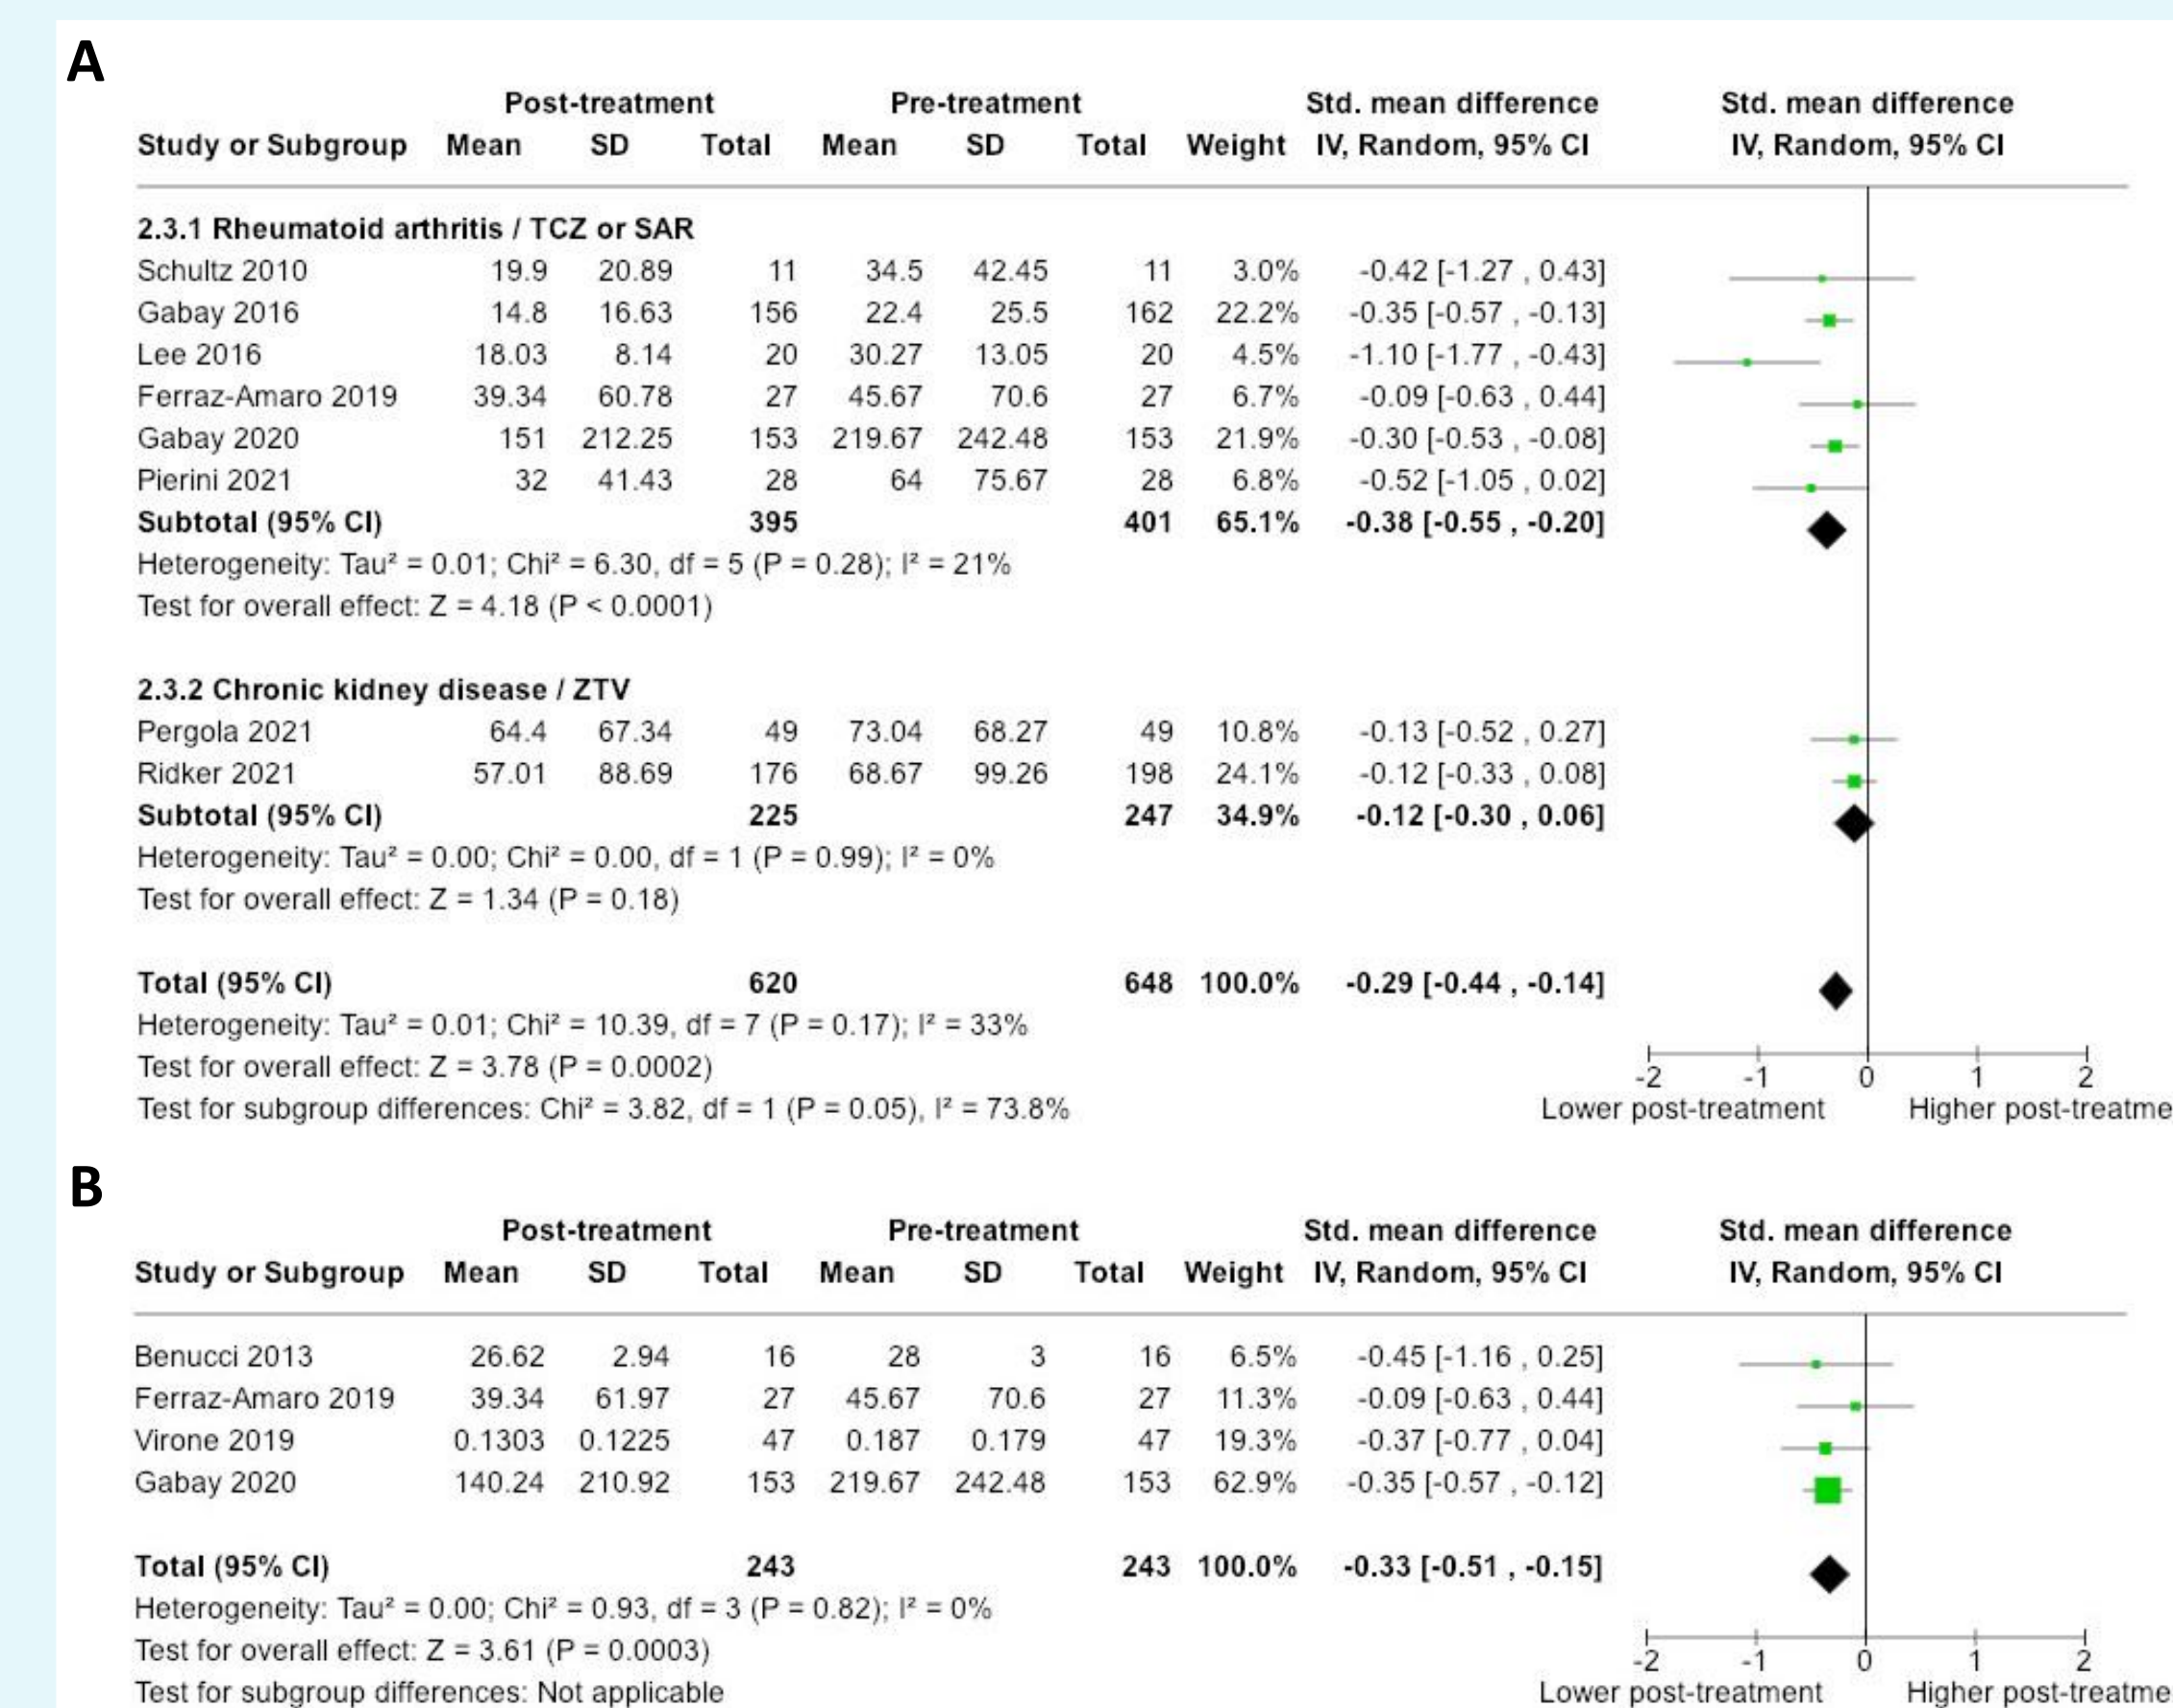 A
Post-treatment Pre-treatment Std. mean difference Std. mean difference
Study or Subgroup Mean SD Total Mean SD Total Weight IV, Random, 95% CI IV, Random, 95% CI
2.3.1 Rheumatoid arthritis / TCZ or SAR
Schultz 2010 19.9 20.89 11 34.5 42.45 11 3.0% -0.42 [-1.27 , 0.43]
Gabay 2016 14.8 16.63 156 22.4 25.5 162 22.2% -0.35 [-0.57 , -0.13]
Lee 2016 18.03 8.14 20 30.27 13.05 20 4.5% -1.10 [-1.77 , -0.43]
Ferraz-Amaro 2019 39.34 60.78 27 45.67 70.6 27 6.7% -0.09 [-0.63 , 0.44]
Gabay 2020 151 212.25 153 219.67 242.48 153 21.9% -0.30 [-0.53 , -0.08]
Pierini 2021 32 41.43 28 64 75.67 28 6.8% -0.52 [-1.05 , 0.02]
Subtotal (95% CI) 395 401 65.1% -0.38 [-0.55 , -0.20]
Heterogeneity: Tau² = 0.01; Chi² = 6.30, df = 5 (P = 0.28); I² = 21%
Test for overall effect: Z = 4.18 (P < 0.0001)
2.3.2 Chronic kidney disease / ZTV
Pergola 2021 64.4 67.34 49 73.04 68.27 49 10.8% -0.13 [-0.52 , 0.27]
Ridker 2021 57.01 88.69 176 68.67 99.26 198 24.1% -0.12 [-0.33 , 0.08]
Subtotal (95% CI) 225 247 34.9% -0.12 [-0.30 , 0.06]
Heterogeneity: Tau² = 0.00; Chi² = 0.00, df = 1 (P = 0.99); I² = 0%
Test for overall effect: Z = 1.34 (P = 0.18)
Total (95% CI) 620 648 100.0% -0.29 [-0.44 , -0.14]
Heterogeneity: Tau² = 0.01; Chi² = 10.39, df = 7 (P = 0.17); I² = 33%
Test for overall effect: Z = 3.78 (P = 0.0002)
-2 -1 0 1 2
Test for subgroup differences: Chi² = 3.82, df = 1 (P = 0.05), I² = 73.8%
Lower post-treatment Higher post-treatme
B
Post-treatment Pre-treatment Std. mean difference Std. mean difference
Study or Subgroup Mean SD Total Mean SD Total Weight IV, Random, 95% CI IV, Random, 95% CI
Benucci 2013 26.62 2.94 16 28 3 16 6.5% -0.45 [-1.16 , 0.25]
Ferraz-Amaro 2019 39.34 61.97 27 45.67 70.6 27 11.3% -0.09 [-0.63 , 0.44]
Virone 2019 0.1303 0.1225 47 0.187 0.179 47 19.3% -0.37 [-0.77 , 0.04]
Gabay 2020 140.24 210.92 153 219.67 242.48 153 62.9% -0.35 [-0.57 , -0.12]
Total (95% CI) 243 243 100.0% -0.33 [-0.51 , -0.15]
Heterogeneity: Tau² = 0.00; Chi² = 0.93, df = 3 (P = 0.82); I² = 0%
Test for overall effect: Z = 3.61 (P = 0.0003)
-2 -1 0 1 2
Test for subgroup differences: Not applicable
Lower post-treatment Higher post-treatme